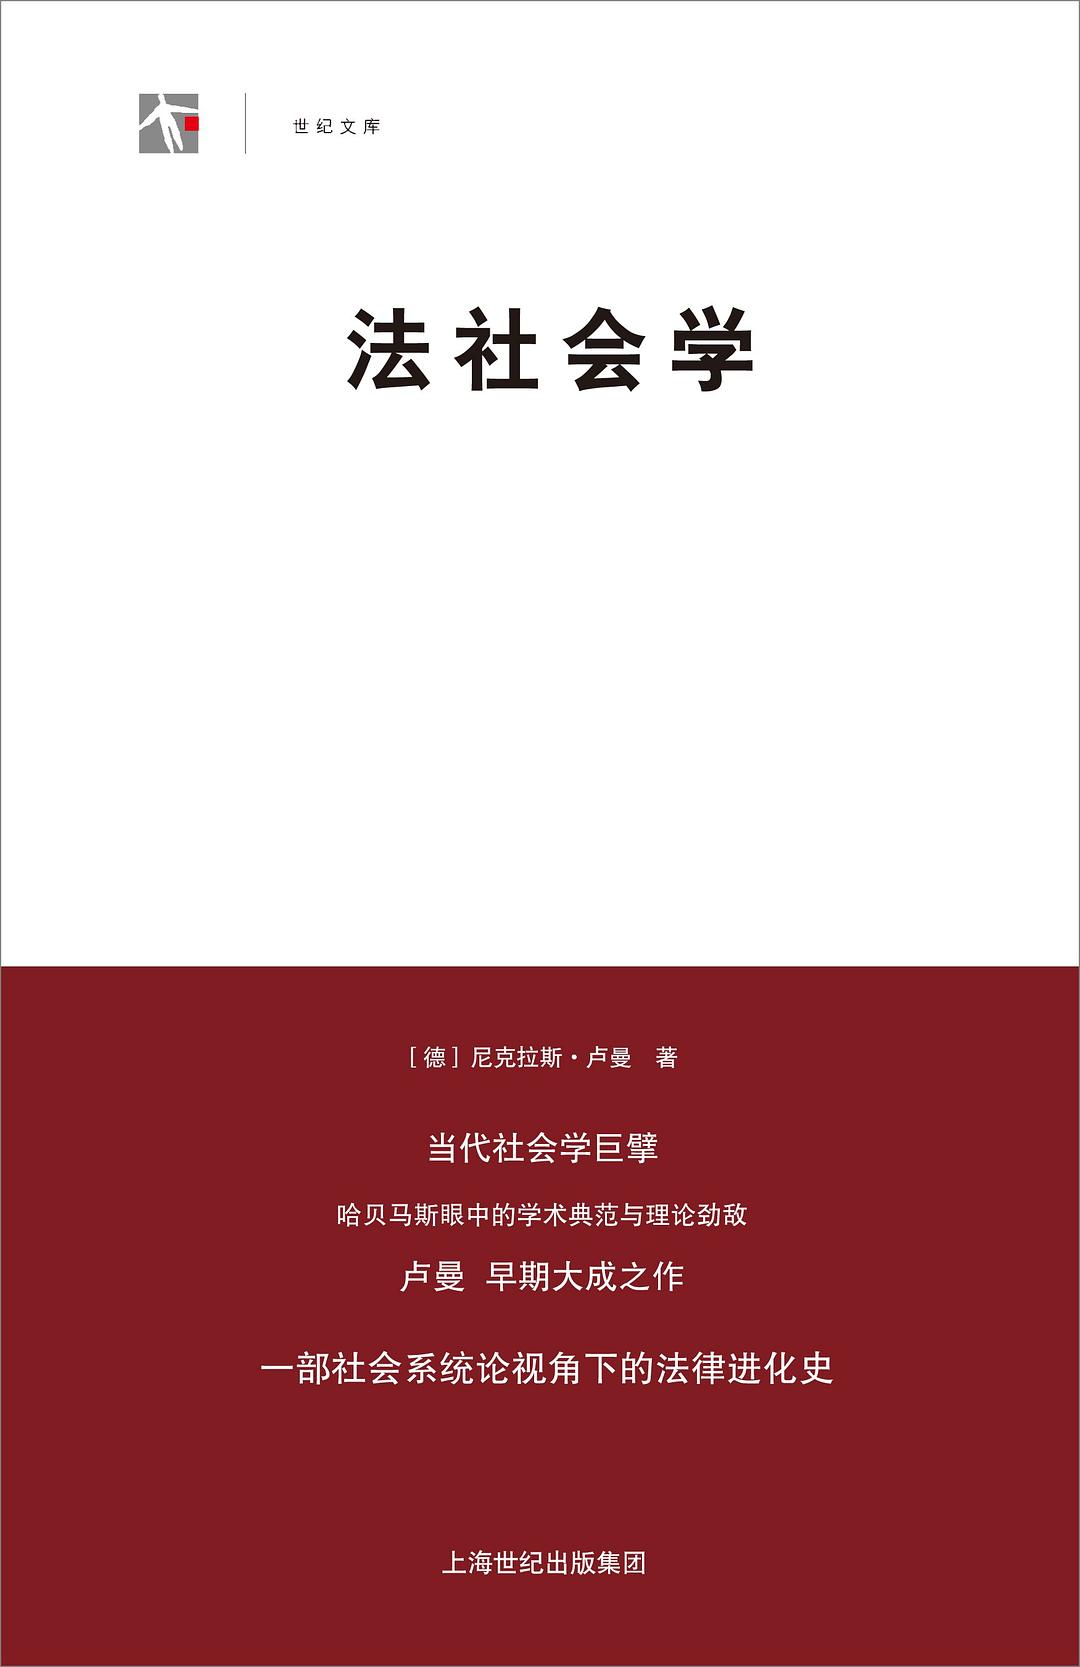 世纪文库
法社会学
［德］尼克拉斯·卢曼 著
当代社会学巨擘
哈贝马斯眼中的学术典范与理论劲敌
卢曼 早期大成之作
一部社会系统论视角下的法律进化史
上海世纪出版集团